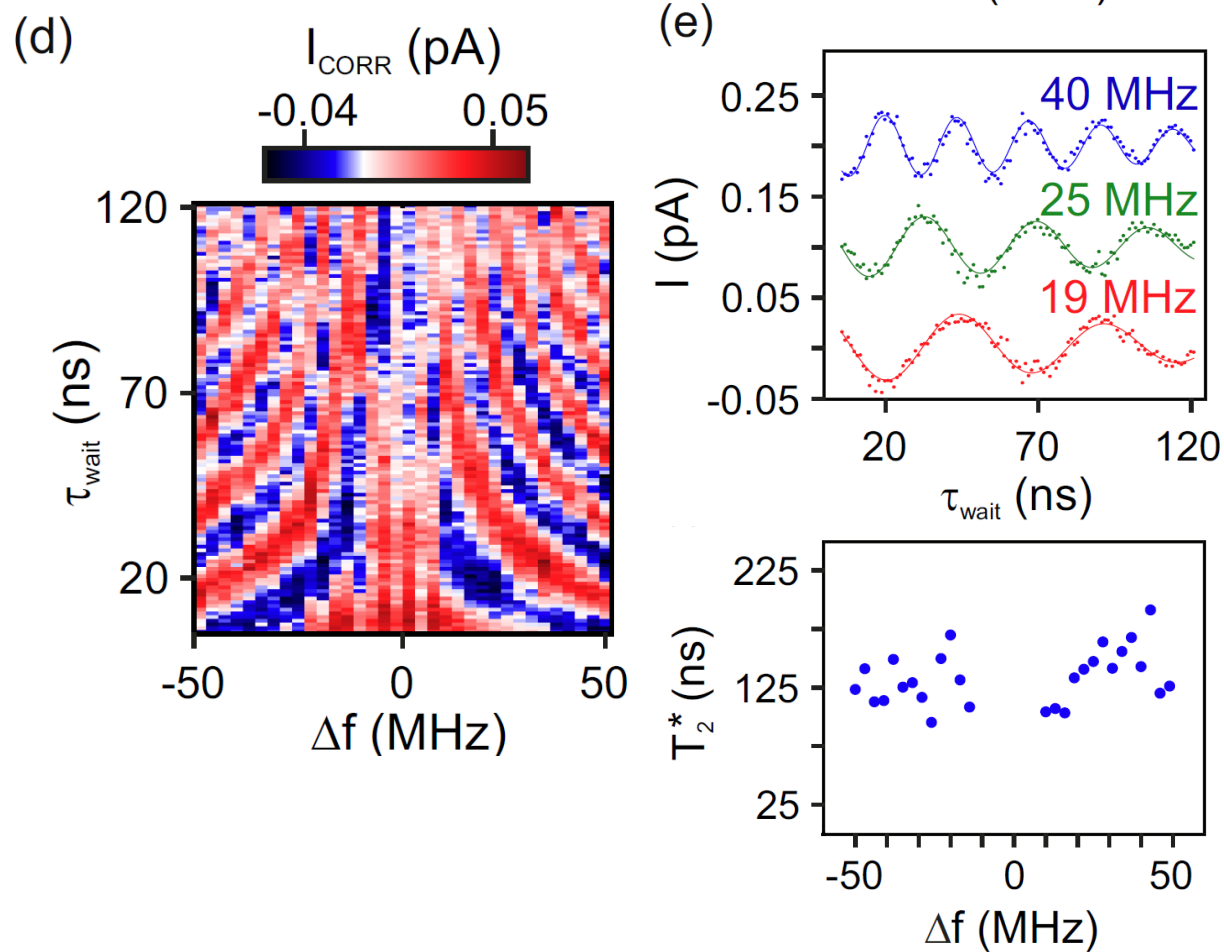 (d)
I_CORR (pA)
-0.04 0.05
120
70
20
τ_wait (ns)
-50 0 50
Δf (MHz)
(e)
0.25
0.15
0.05
-0.05
I (pA)
40 MHz
25 MHz
19 MHz
20 70 120
τ_wait (ns)
225
125
25
T₂* (ns)
-50 0 50
Δf (MHz)